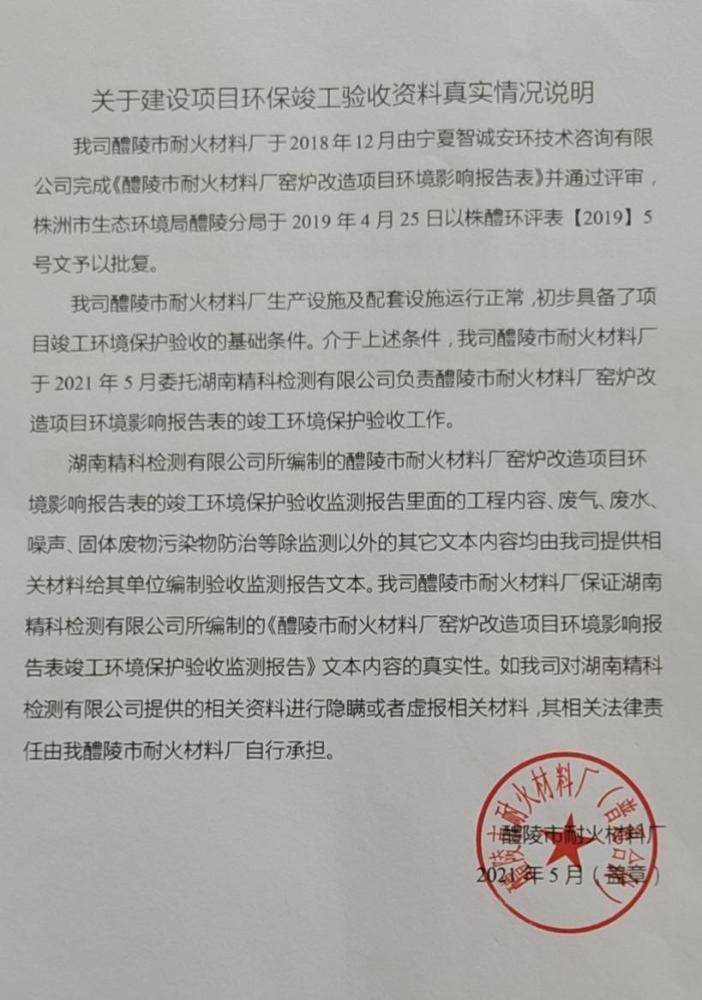 关于建设项目环保竣工验收资料真实情况说明
我司醴陵市耐火材料厂于2018年12月由宁夏智诚安环技术咨询有限
公司完成《醴陵市耐火材料厂窑炉改造项目环境影响报告表》并通过评审，
株洲市生态环境局醴陵分局于 2019 年 4 月 25 日以株醴环评表【2019】5
号文予以批复。
我司醴陵市耐火材料厂生产设施及配套设施运行正常，初步具备了项
目竣工环境保护验收的基础条件。介于上述条件，我司醴陵市耐火材料厂
于 2021 年 5 月委托湖南精科检测有限公司负责醴陵市耐火材料厂窑炉改
造项目环境影响报告表的竣工环境保护验收工作。
湖南精科检测有限公司所编制的醴陵市耐火材料厂窑炉改造项目环
境影响报告表的竣工环境保护验收监测报告里面的工程内容、废气、废水、
噪声、固体废物污染物防治等除监测以外的其它文本内容均由我司提供相
关材料给其单位编制验收监测报告文本。我司醴陵市耐火材料厂保证湖南
精科检测有限公司所编制的《醴陵市耐火材料厂窑炉改造项目环境影响报
告表竣工环境保护验收监测报告》文本内容的真实性。如我司对湖南精科
检测有限公司提供的相关资料进行隐瞒或者虚报相关材料，其相关法律责
任由我醴陵市耐火材料厂自行承担。
醴陵市耐火材料厂
2021 年 5 月（盖章）
醴陵市耐火材料厂（普通合伙）